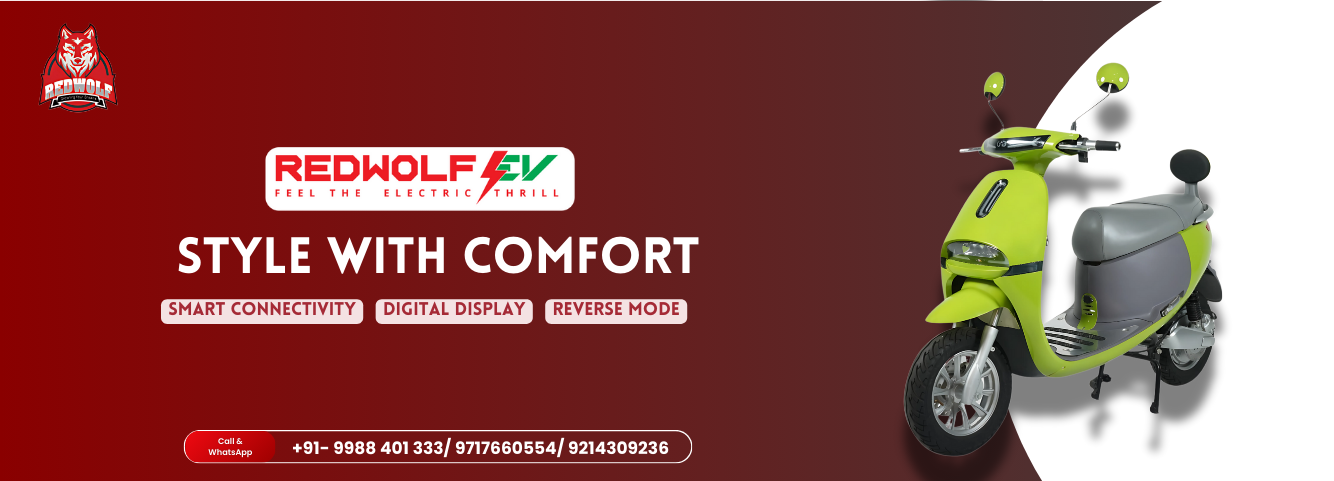 REDWOLF
REDWOLF EV
FEEL THE ELECTRIC THRILL
STYLE WITH COMFORT
SMART CONNECTIVITY DIGITAL DISPLAY REVERSE MODE
Call &
WhatsApp
+91- 9988 401 333/ 9717660554/ 9214309236